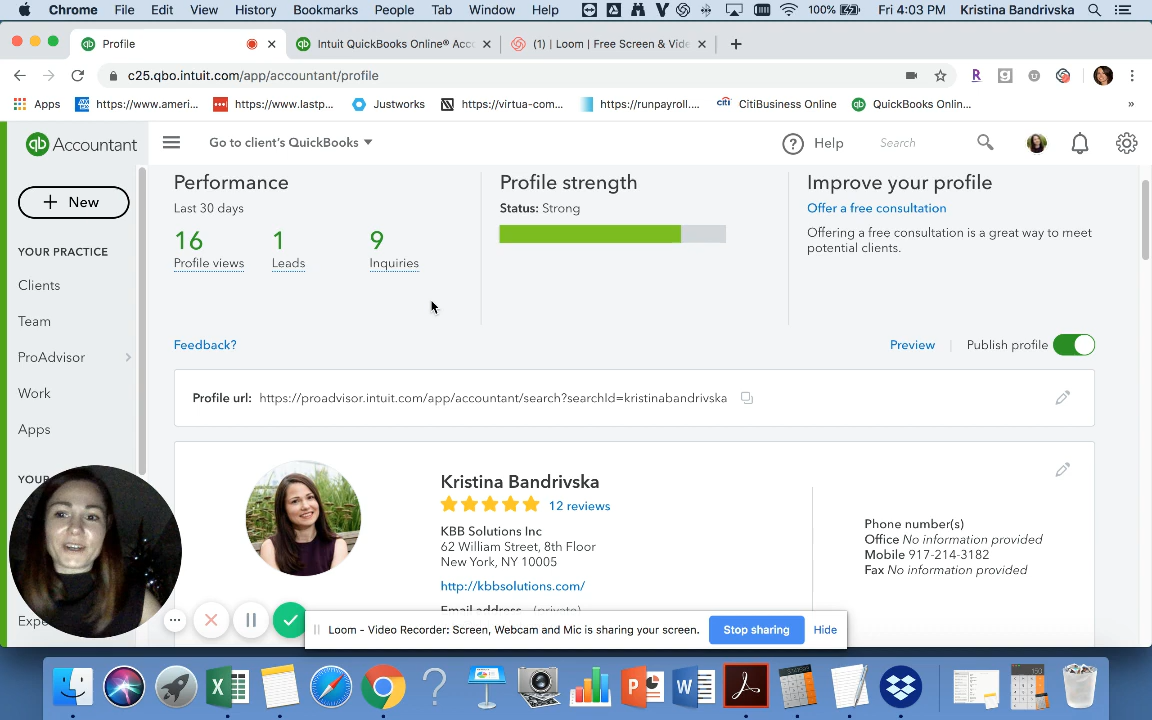 Chrome File Edit View History Bookmarks People Tab Window Help 100% Fri 4:03 PM Kristina Bandrivska
Profile Intuit QuickBooks Online® Acc (1) | Loom | Free Screen & Vide
c25.qbo.intuit.com/app/accountant/profile
Apps https://www.ameri... https://www.lastp... Justworks https://virtua-com... https://runpayroll.... CitiBusiness Online QuickBooks Onlin... »
qb Accountant Go to client's QuickBooks Help Search
Performance
Last 30 days
16 1 9
Profile views Leads Inquiries
Profile strength
Status: Strong
Improve your profile
Offer a free consultation
Offering a free consultation is a great way to meet
potential clients.
+ New
YOUR PRACTICE
Clients
Team
ProAdvisor
Work
Apps
YOU
Expe
Feedback? Preview Publish profile
Profile url: https://proadvisor.intuit.com/app/accountant/search?searchId=kristinabandrivska
Kristina Bandrivska
12 reviews
KBB Solutions Inc
62 William Street, 8th Floor
New York, NY 10005
http://kbbsolutions.com/
Email address (private)
Phone number(s)
Office No information provided
Mobile 917-214-3182
Fax No information provided
Loom - Video Recorder: Screen, Webcam and Mic is sharing your screen. Stop sharing Hide